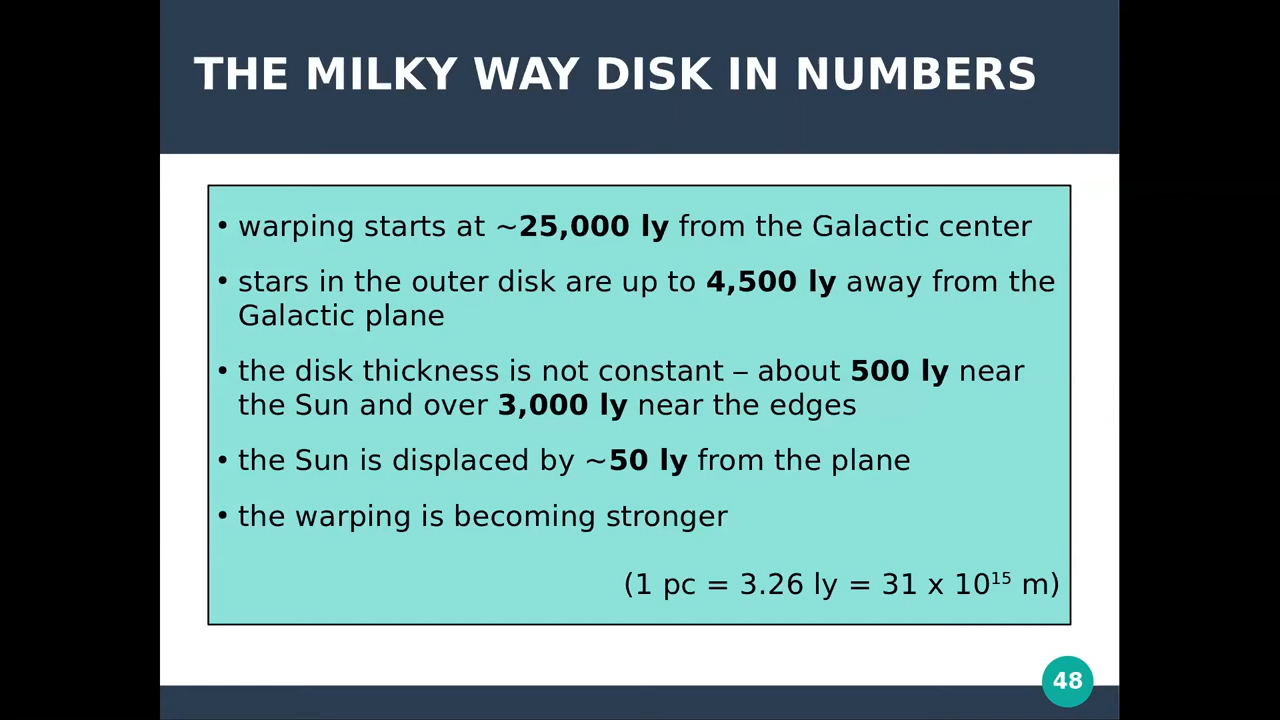 THE MILKY WAY DISK IN NUMBERS
• warping starts at ~25,000 ly from the Galactic center
• stars in the outer disk are up to 4,500 ly away from the
Galactic plane
• the disk thickness is not constant – about 500 ly near
the Sun and over 3,000 ly near the edges
• the Sun is displaced by ~50 ly from the plane
• the warping is becoming stronger
(1 pc = 3.26 ly = 31 x 10¹⁵ m)
48